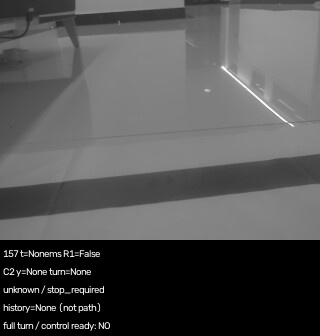 157 t=Nonems R1=False
C2 y=None turn=None
unknown / stop_required
history=None (not path)
full turn / control ready: NO